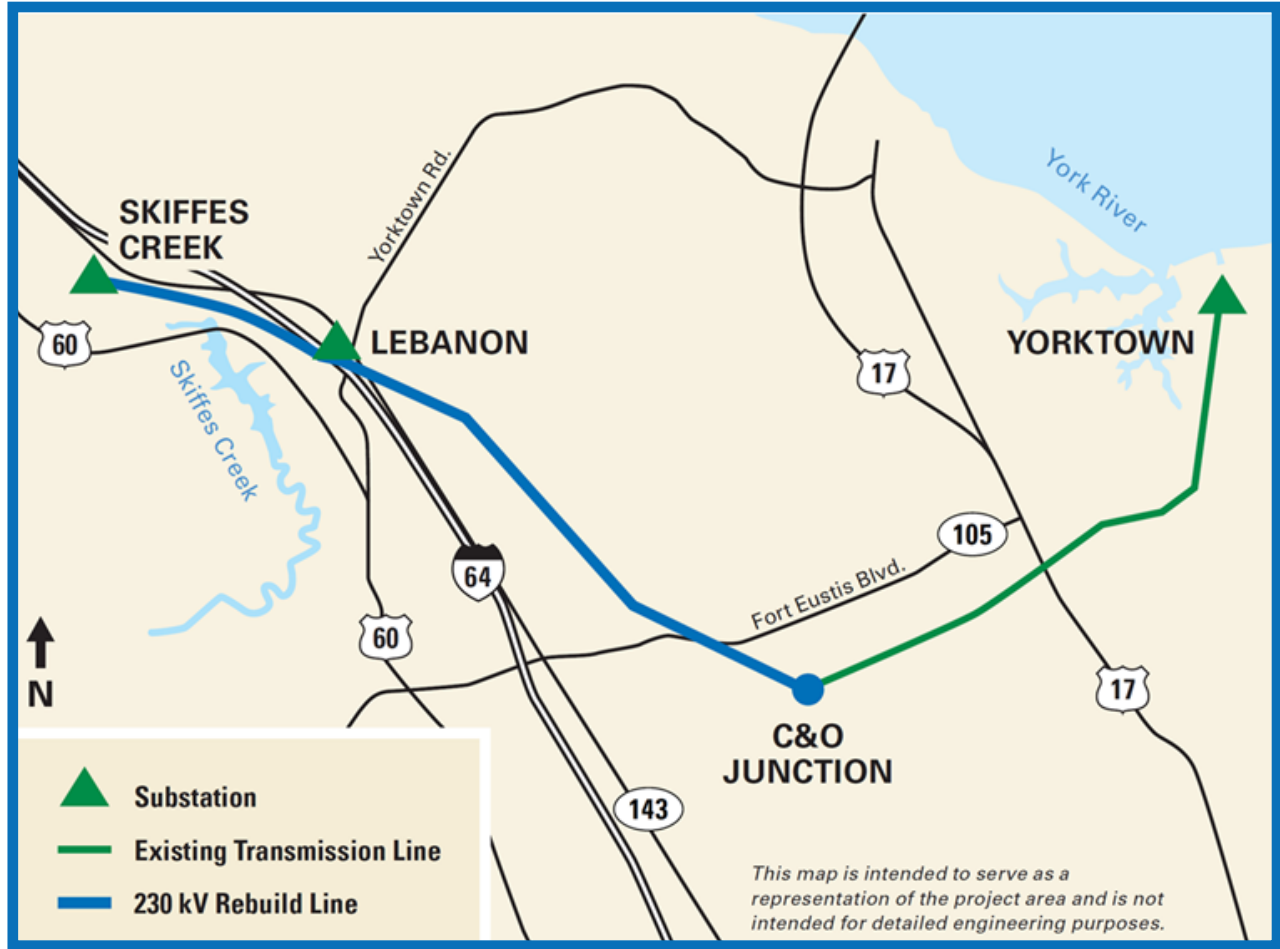 York River
Yorktown Rd.
SKIFFES
CREEK
60
LEBANON
YORKTOWN
17
Skiffes Creek
105
64
Fort Eustis Blvd.
60
N
17
C&O
JUNCTION
143
Substation
Existing Transmission Line
230 kV Rebuild Line
This map is intended to serve as a
representation of the project area and is not
intended for detailed engineering purposes.